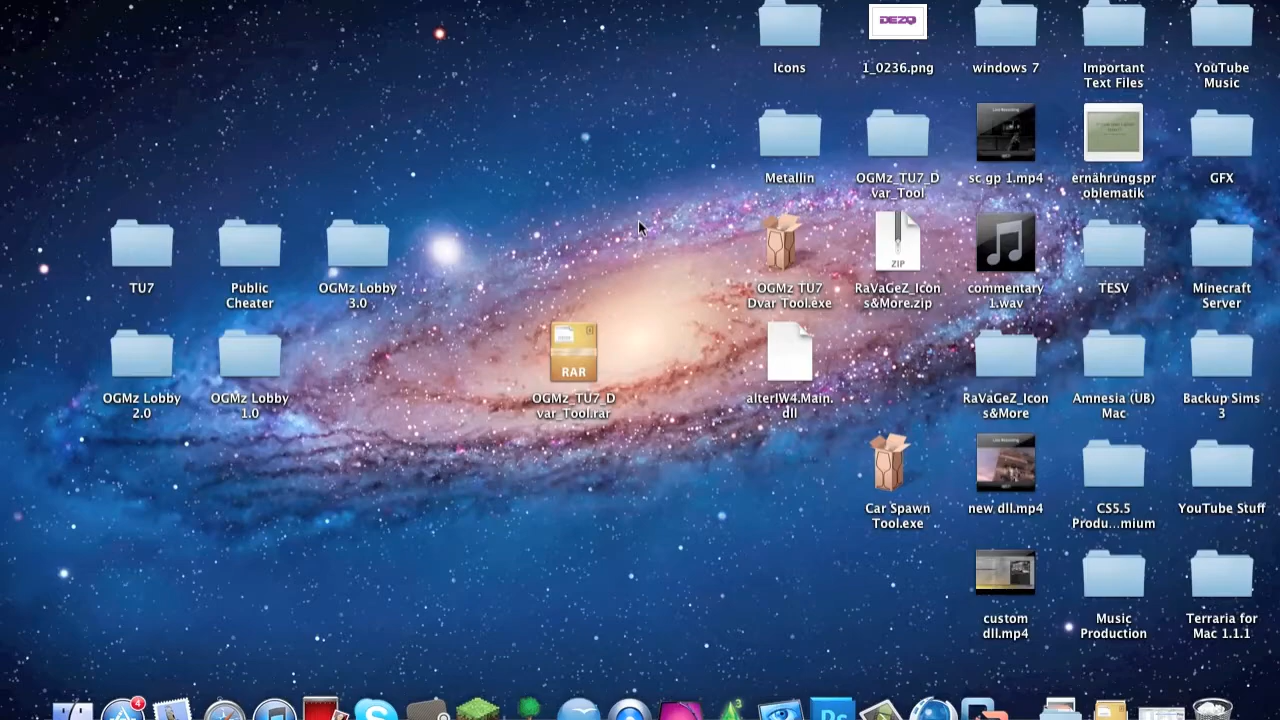 DEZQ
Icons
1_0236.png
windows 7
Important
Text Files
YouTube
Music
Metallin
OGMz_TU7_D
var_Tool
sc gp 1.mp4
ernährungspr
oblematik
GFX
TU7
Public
Cheater
OGMz Lobby
3.0
OGMz TU7
Dvar Tool.exe
ZIP
RaVaGeZ_Icon
s&More.zip
commentary
1.wav
TESV
Minecraft
Server
OGMz Lobby
2.0
OGMz Lobby
1.0
RAR
OGMz_TU7_D
var_Tool.rar
alterIW4.Main.
dll
RaVaGeZ_Icon
s&More
Amnesia (UB)
Mac
Backup Sims
3
Car Spawn
Tool.exe
new dll.mp4
CS5.5
Produ...mium
YouTube Stuff
custom
dll.mp4
Music
Production
Terraria for
Mac 1.1.1
4
3
Ps